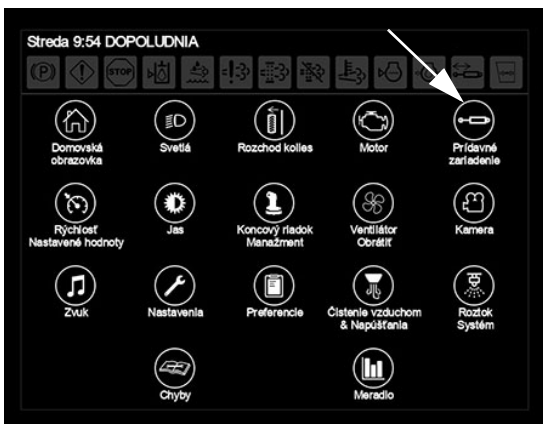 Streda 9:54 DOPOLUDNIA
(P)
STOP
Domovská
obrazovka
Svetlá
Rozchod kolies
Motor
Prídavné
zariadenie
Rýchlosť
Nastavené hodnoty
Jas
Koncový riadok
Manažment
Ventilátor
Obrátiť
Kamera
Zvuk
Nastavenia
Preferencie
Čistenie vzduchom
& Napúšťania
Roztok
Systém
Chyby
Meradlo